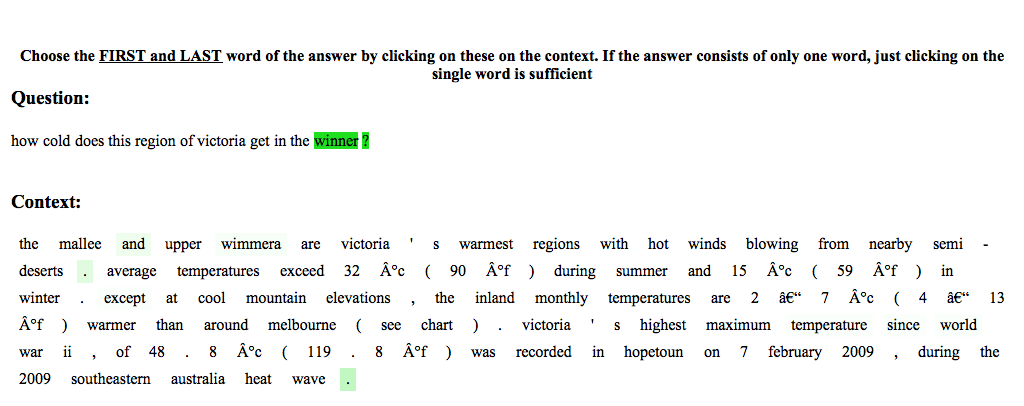 Choose the FIRST and LAST word of the answer by clicking on these on the context. If the answer consists of only one word, just clicking on the
single word is sufficient
Question:
how cold does this region of victoria get in the winner ?
Context:
the mallee and upper wimmera are victoria ' s warmest regions with hot winds blowing from nearby semi -
deserts . average temperatures exceed 32 Â°c ( 90 Â°f ) during summer and 15 Â°c ( 59 Â°f ) in
winter . except at cool mountain elevations , the inland monthly temperatures are 2 â€“ 7 Â°c ( 4 â€“ 13
Â°f ) warmer than around melbourne ( see chart ) . victoria ' s highest maximum temperature since world
war ii , of 48 . 8 Â°c ( 119 . 8 Â°f ) was recorded in hopetoun on 7 february 2009 , during the
2009 southeastern australia heat wave .